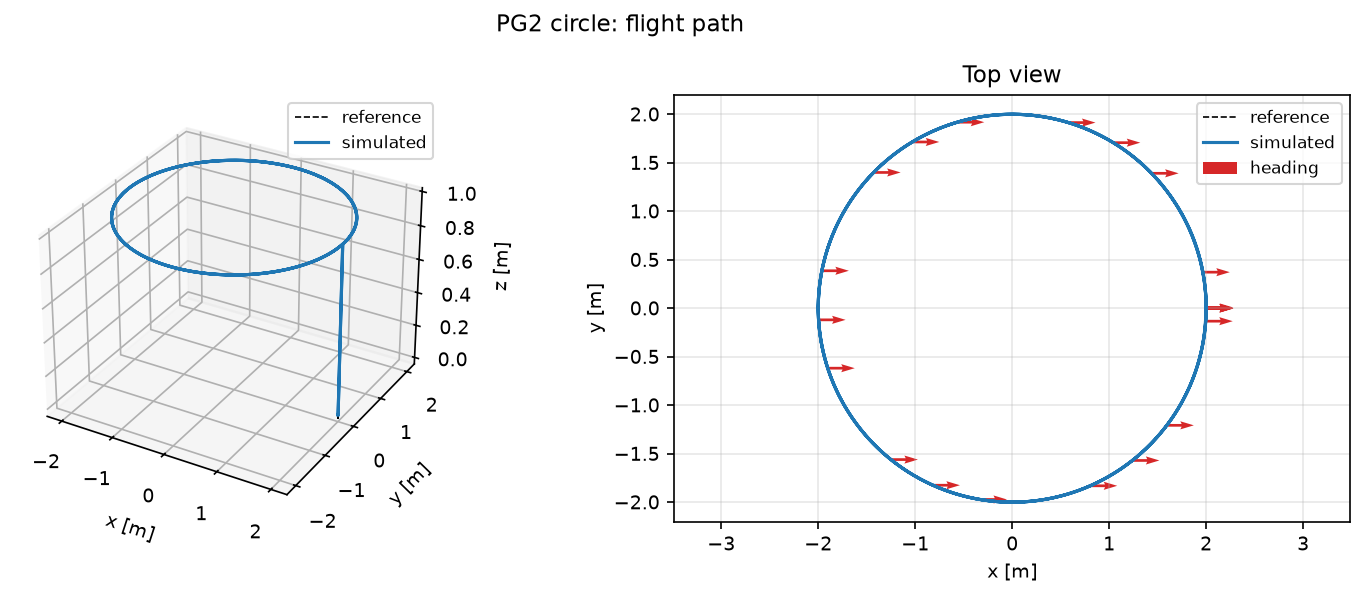 PG2 circle: flight path
reference
simulated
1.0
0.8
0.6
0.4
0.2
0.0
z [m]
−2
−1
0
1
2
x [m]
−2
−1
0
1
2
y [m]
Top view
reference
simulated
heading
2.0
1.5
1.0
0.5
0.0
−0.5
−1.0
−1.5
−2.0
y [m]
−3 −2 −1 0 1 2 3
x [m]